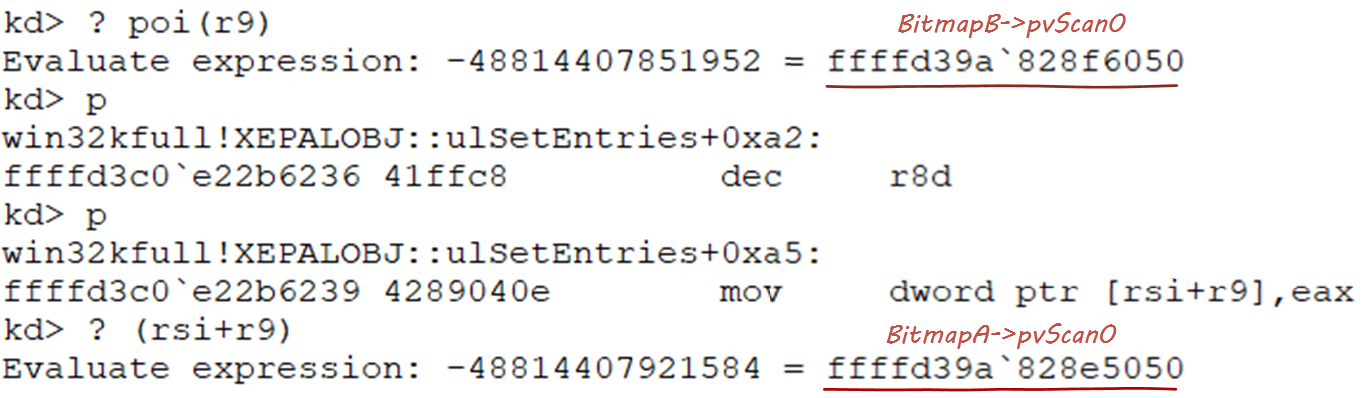 kd> ? poi(r9)
BitmapB->pvScan0
Evaluate expression: -48814407851952 = ffffd39a`828f6050
kd> p
win32kfull!XEPALOBJ::ulSetEntries+0xa2:
ffffd3c0`e22b6236 41ffc8 dec r8d
kd> p
win32kfull!XEPALOBJ::ulSetEntries+0xa5:
ffffd3c0`e22b6239 4289040e mov dword ptr [rsi+r9],eax
kd> ? (rsi+r9)
BitmapA->pvScan0
Evaluate expression: -48814407921584 = ffffd39a`828e5050